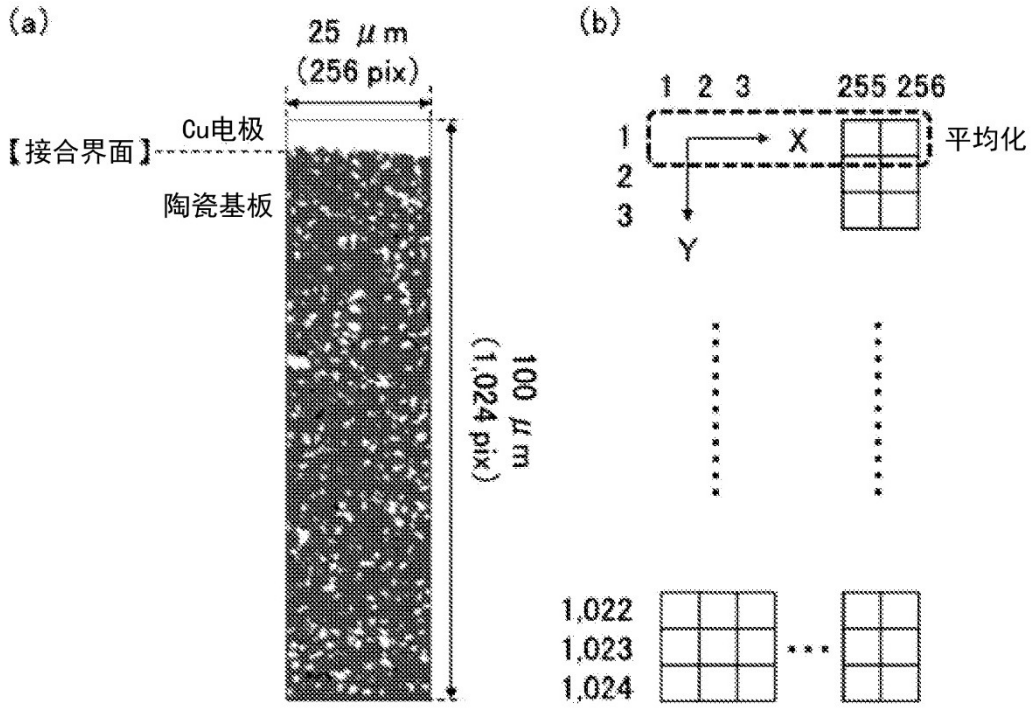 (a)
25 μm
(256 pix)
Cu电极
【接合界面】
陶瓷基板
100 μm
(1,024 pix)
(b)
1 2 3 255 256
1
2
3
X
Y
平均化
1,022
1,023
1,024